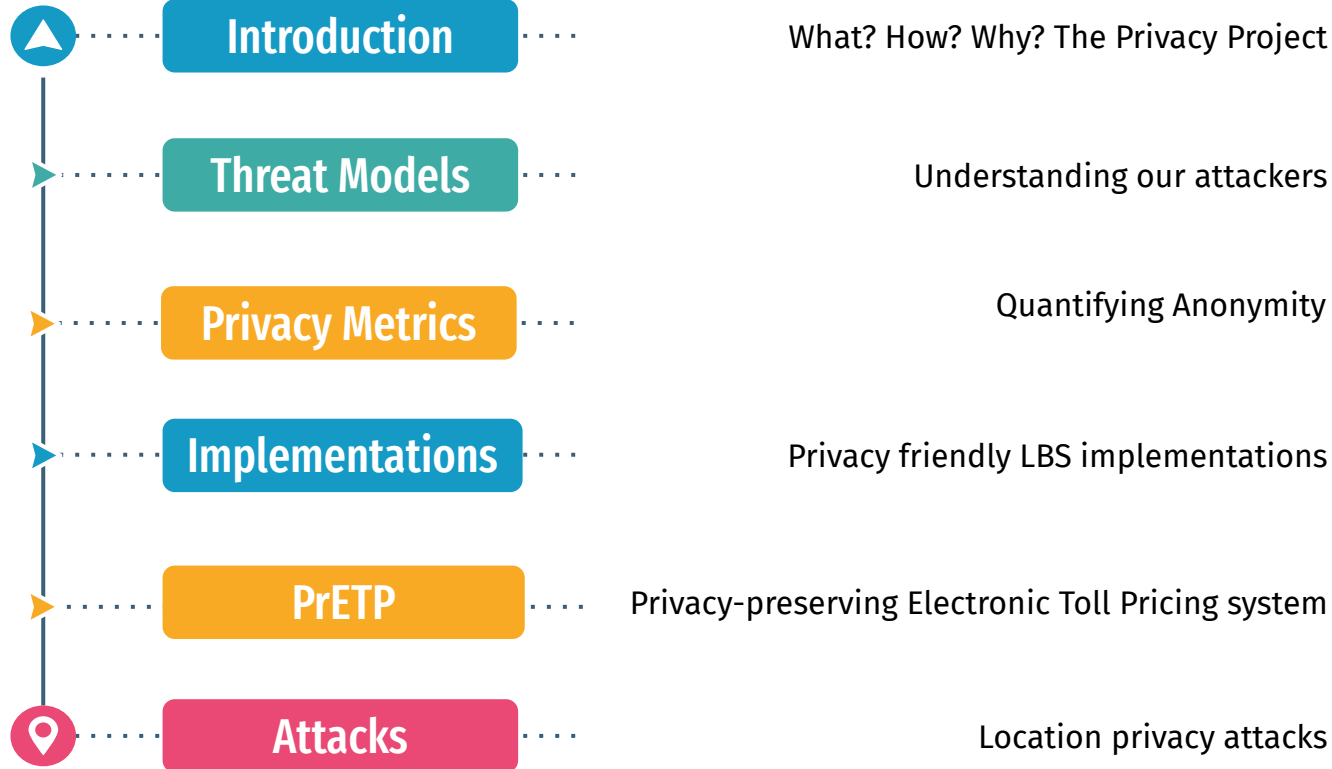 Introduction
What? How? Why? The Privacy Project
Threat Models
Understanding our attackers
Privacy Metrics
Quantifying Anonymity
Implementations
Privacy friendly LBS implementations
PrETP
Privacy-preserving Electronic Toll Pricing system
Attacks
Location privacy attacks